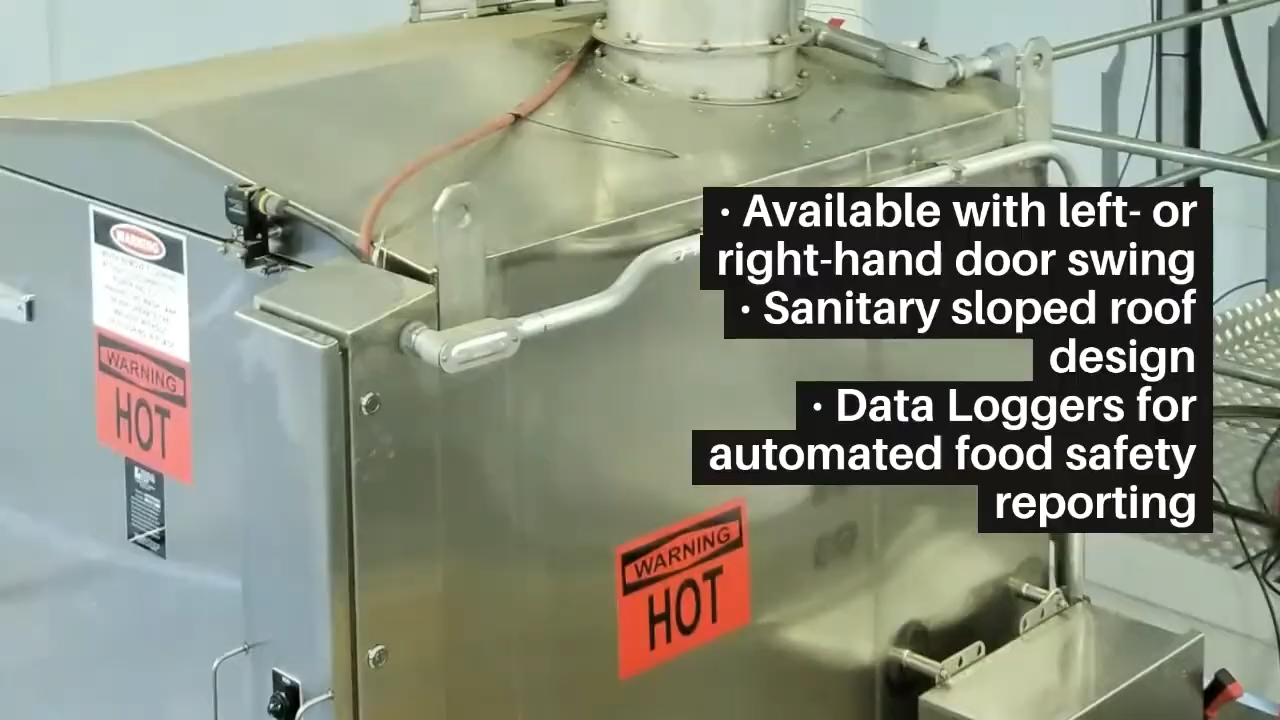 · Available with left- or
right-hand door swing
· Sanitary sloped roof
design
· Data Loggers for
automated food safety
reporting
WARNING
WARNING
HOT
WARNING
HOT